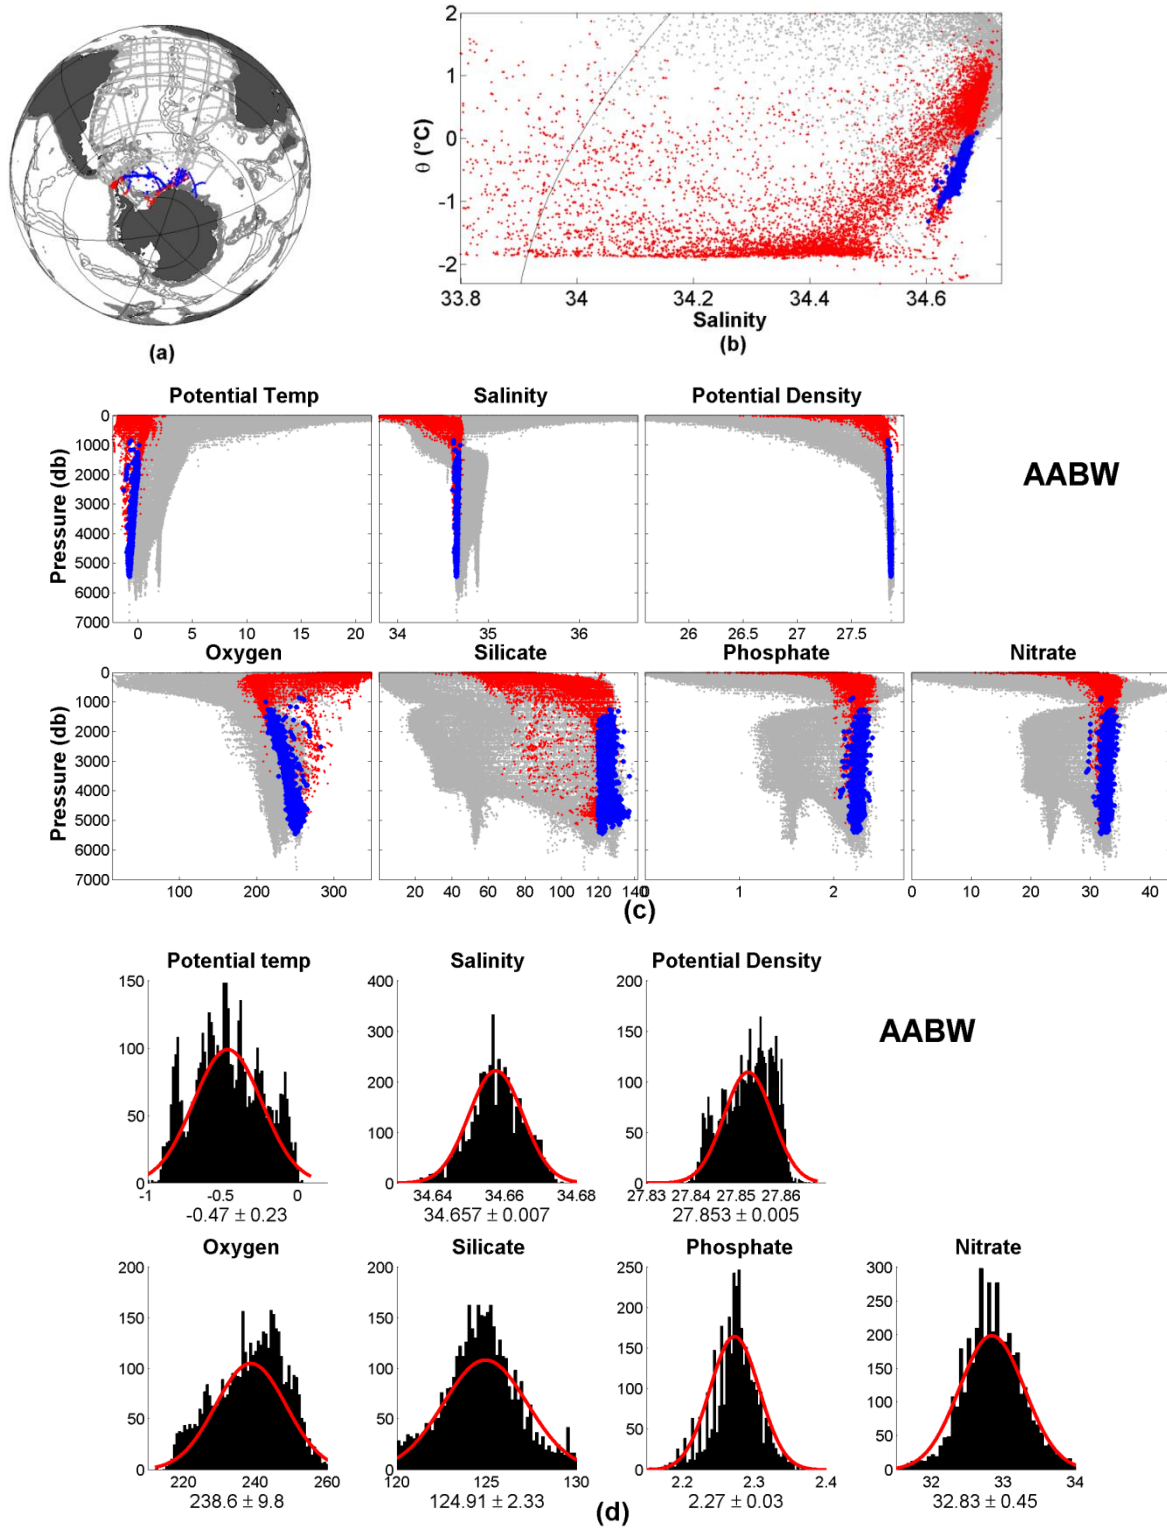 (a)
2
1
0
-1
-2
θ (°C)
33.8 34 34.2 34.4 34.6
Salinity
(b)
Potential Temp Salinity Potential Density
0
1000
2000
3000
4000
5000
6000
7000
Pressure (db)
0 5 10 15 20
34 35 36
26 26.5 27 27.5
AABW
Oxygen Silicate Phosphate Nitrate
0
1000
2000
3000
4000
5000
6000
7000
Pressure (db)
100 200 300
20 40 60 80 100 120 140
1 2
0 10 20 30 40
(c)
Potential temp Salinity Potential Density
AABW
150
100
50
0
-1 -0.5 0
-0.47 ± 0.23
400
300
200
100
0
34.64 34.66 34.68
34.657 ± 0.007
200
150
100
50
0
27.83 27.84 27.85 27.86
27.853 ± 0.005
Oxygen Silicate Phosphate Nitrate
200
150
100
50
0
220 240 260
238.6 ± 9.8
200
150
100
50
0
120 125 130
124.91 ± 2.33
250
200
150
100
50
0
2.2 2.3 2.4
2.27 ± 0.03
300
250
200
150
100
50
0
32 33 34
32.83 ± 0.45
(d)